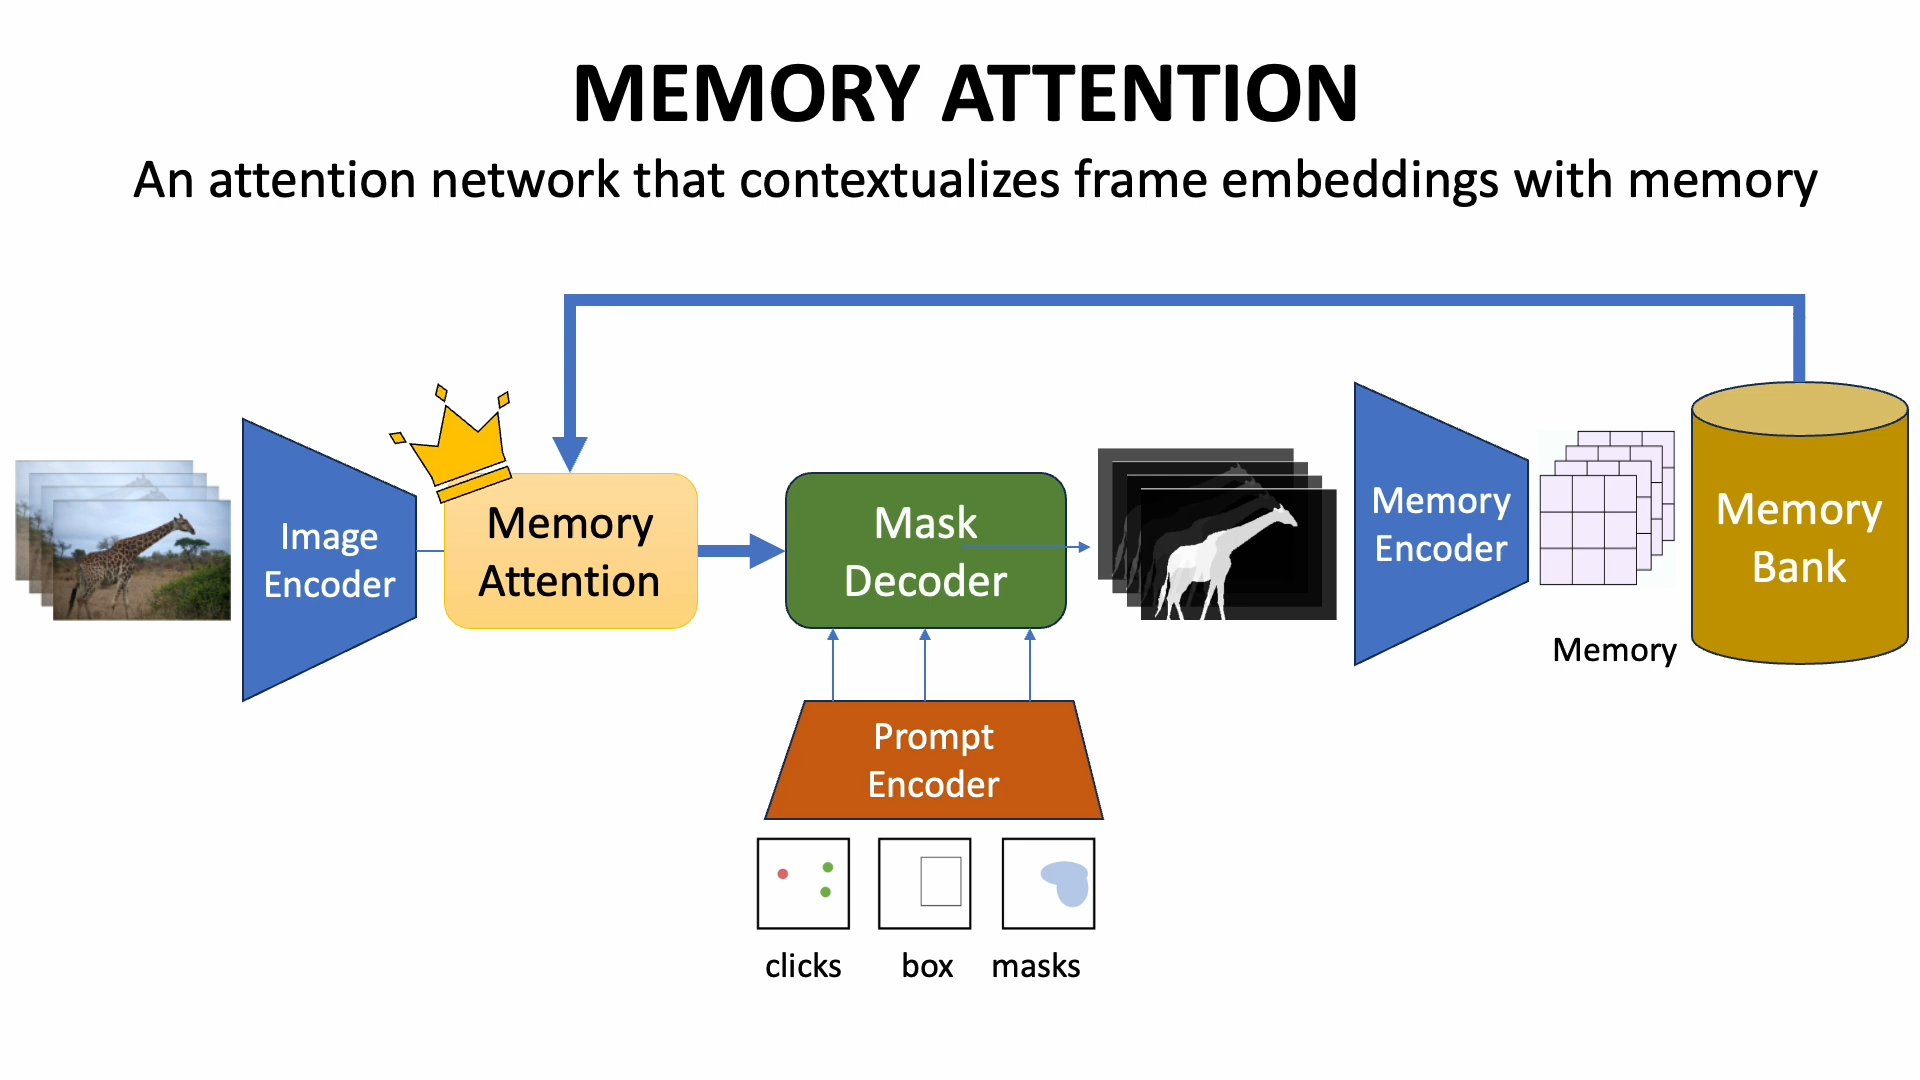 MEMORY ATTENTION
An attention network that contextualizes frame embeddings with memory
Image
Encoder
Memory
Attention
Mask
Decoder
Memory
Encoder
Memory
Memory
Bank
Prompt
Encoder
clicks
box
masks